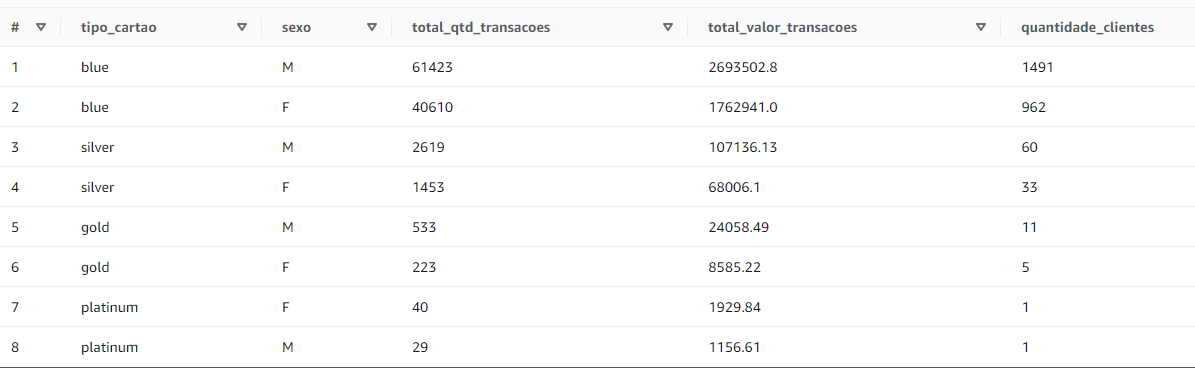 # tipo_cartao sexo total_qtd_transacoes total_valor_transacoes quantidade_clientes
1 blue M 61423 2693502.8 1491
2 blue F 40610 1762941.0 962
3 silver M 2619 107136.13 60
4 silver F 1453 68006.1 33
5 gold M 533 24058.49 11
6 gold F 223 8585.22 5
7 platinum F 40 1929.84 1
8 platinum M 29 1156.61 1